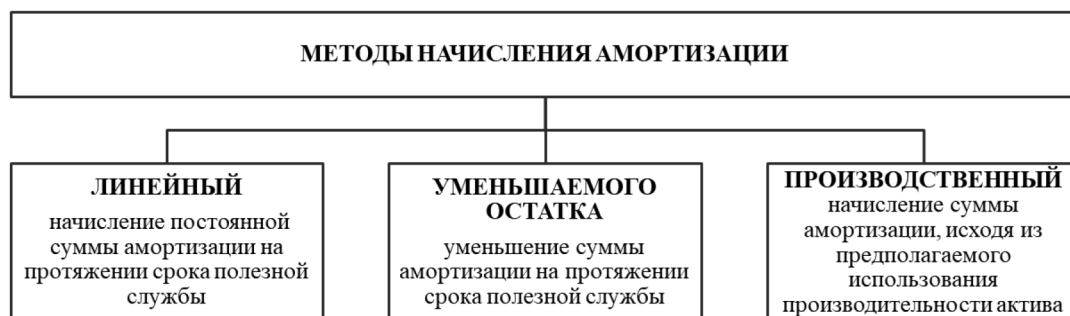 МЕТОДЫ НАЧИСЛЕНИЯ АМОРТИЗАЦИИ
ЛИНЕЙНЫЙ
начисление постоянной
суммы амортизации на
протяжении срока полезной
службы
УМЕНЬШАЕМОГО
ОСТАТКА
уменьшение суммы
амортизации на протяжении
срока полезной службы
ПРОИЗВОДСТВЕННЫЙ
начисление суммы
амортизации, исходя из
предполагаемого
использования
производительности актива